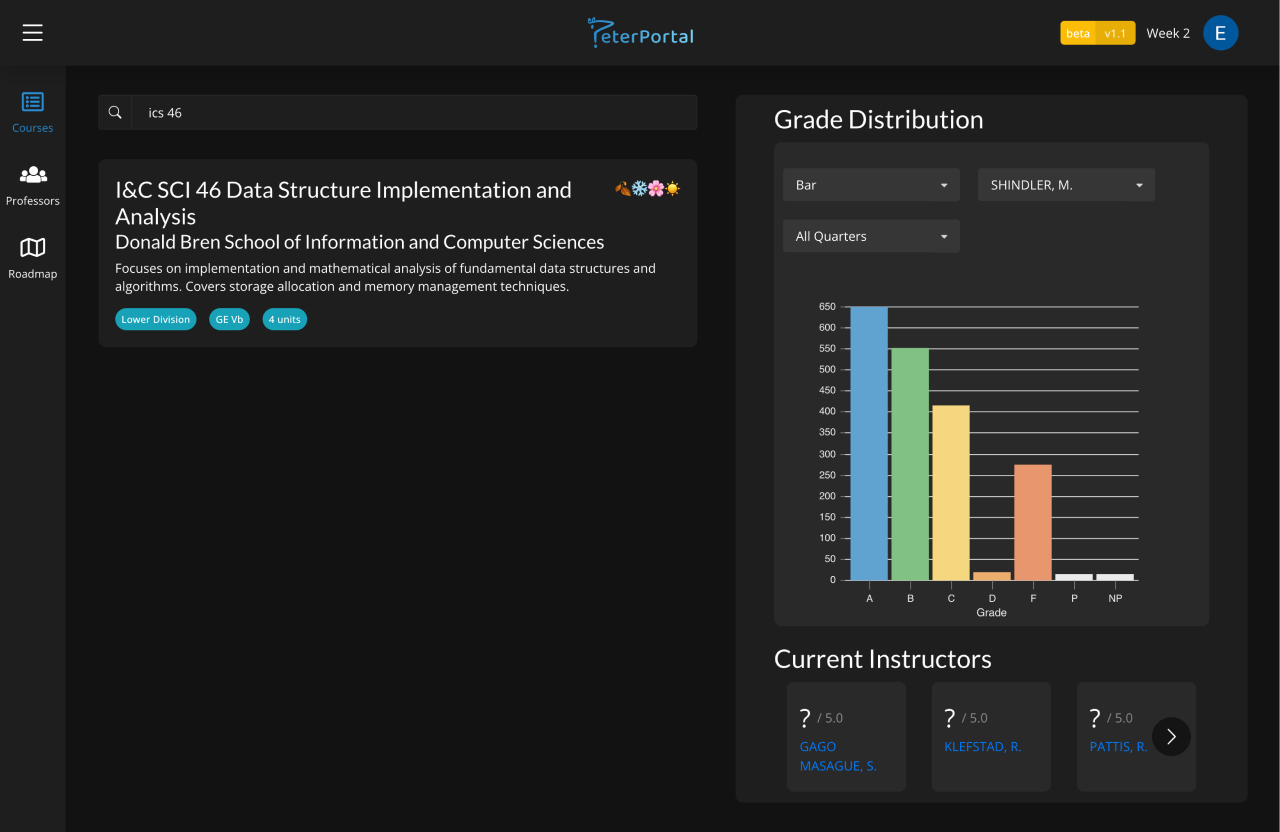 PeterPortal
beta v1.1
Week 2
E
Courses
Professors
Roadmap
ics 46
I&C SCI 46 Data Structure Implementation and
Analysis
Donald Bren School of Information and Computer Sciences
Focuses on implementation and mathematical analysis of fundamental data structures and
algorithms. Covers storage allocation and memory management techniques.
Lower Division GE Vb 4 units
Grade Distribution
Bar
SHINDLER, M.
All Quarters
650
600
550
500
450
400
350
300
250
200
150
100
50
0
A B C D F P NP
Grade
Current Instructors
? / 5.0
GAGO
MASAGUE, S.
? / 5.0
KLEFSTAD, R.
? / 5.0
PATTIS, R.